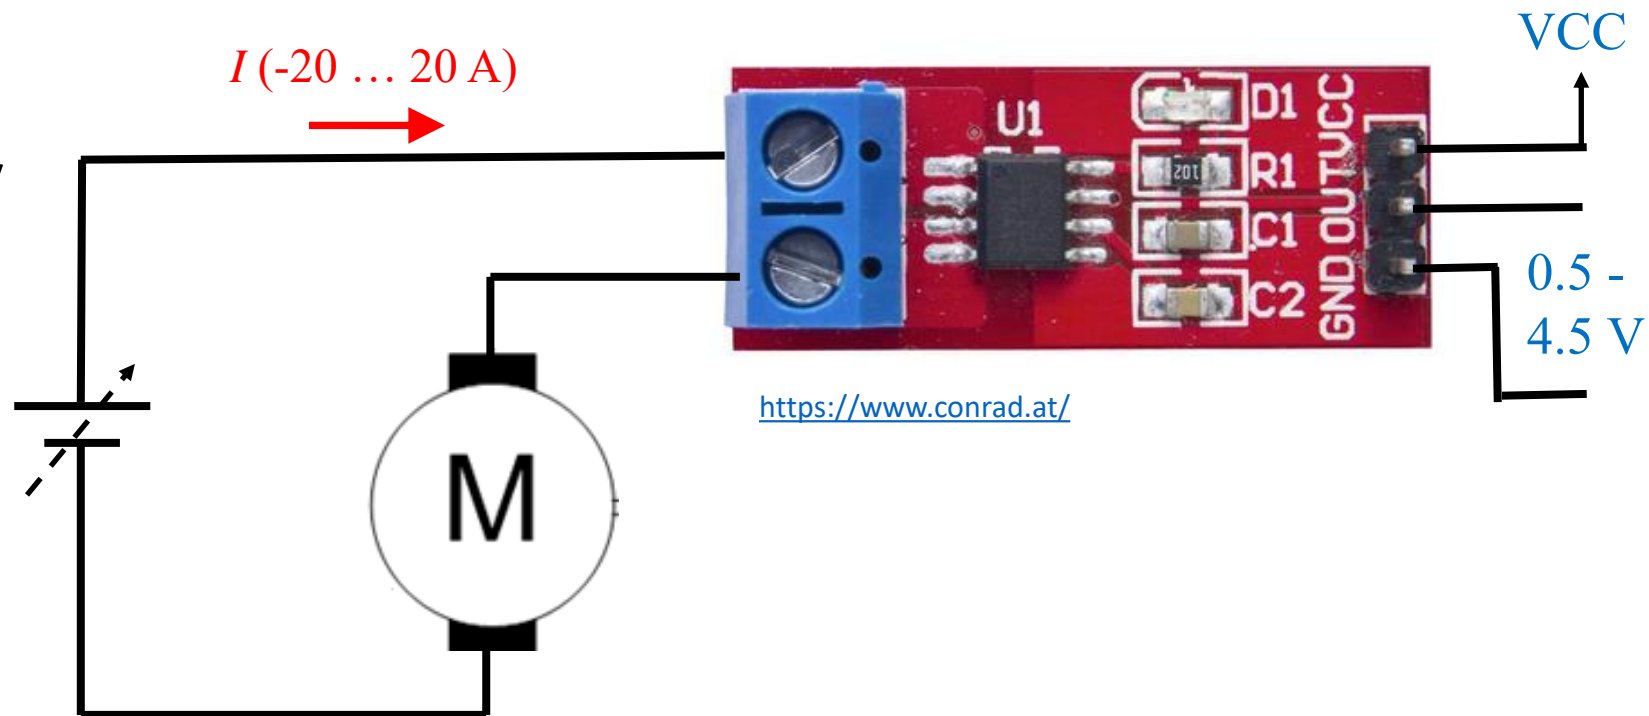 VCC
I (-20 … 20 A)
U1
D1
R1
102
C1
C2
GND OUT VCC
0.5 -
4.5 V
https://www.conrad.at/
M